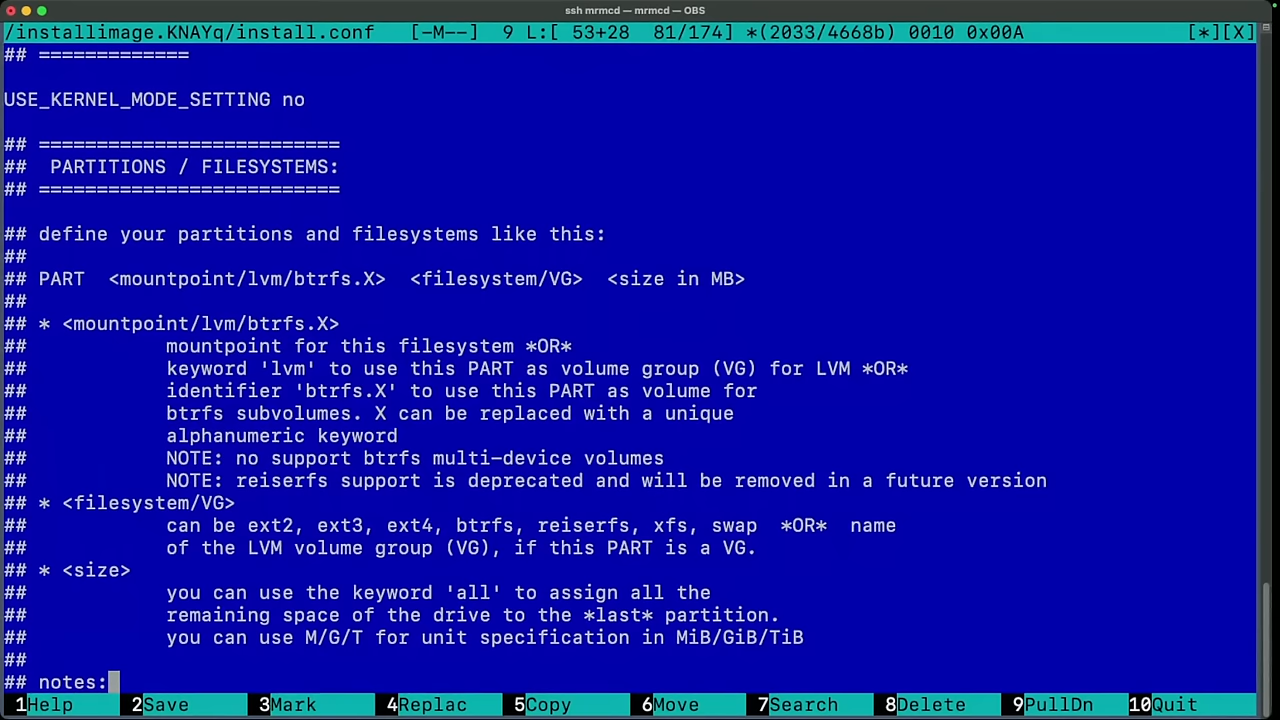 ssh mrmcd — mrmcd — OBS
/installimage.KNAYq/install.conf [-M--] 9 L:[ 53+28 81/174] *(2033/4668b) 0010 0x00A [*][X]
## =============
USE_KERNEL_MODE_SETTING no
## ==========================
## PARTITIONS / FILESYSTEMS:
## ==========================
## define your partitions and filesystems like this:
##
## PART <mountpoint/lvm/btrfs.X> <filesystem/VG> <size in MB>
##
## * <mountpoint/lvm/btrfs.X>
## mountpoint for this filesystem *OR*
## keyword 'lvm' to use this PART as volume group (VG) for LVM *OR*
## identifier 'btrfs.X' to use this PART as volume for
## btrfs subvolumes. X can be replaced with a unique
## alphanumeric keyword
## NOTE: no support btrfs multi-device volumes
## NOTE: reiserfs support is deprecated and will be removed in a future version
## * <filesystem/VG>
## can be ext2, ext3, ext4, btrfs, reiserfs, xfs, swap *OR* name
## of the LVM volume group (VG), if this PART is a VG.
## * <size>
## you can use the keyword 'all' to assign all the
## remaining space of the drive to the *last* partition.
## you can use M/G/T for unit specification in MiB/GiB/TiB
##
## notes:
1Help 2Save 3Mark 4Replac 5Copy 6Move 7Search 8Delete 9PullDn 10Quit